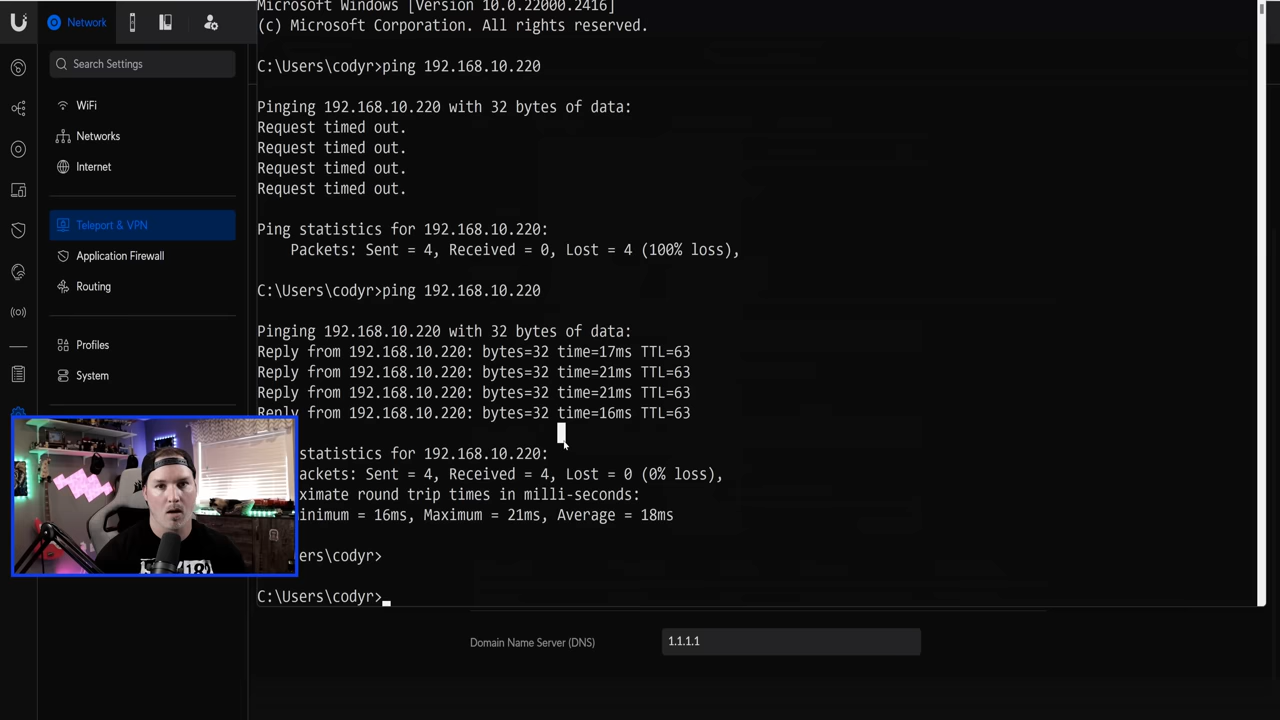 Network
Search Settings
WiFi
Networks
Internet
Teleport & VPN
Application Firewall
Routing
Profiles
System
Microsoft Windows [Version 10.0.22000.2416]
(c) Microsoft Corporation. All rights reserved.
C:\Users\codyr>ping 192.168.10.220
Pinging 192.168.10.220 with 32 bytes of data:
Request timed out.
Request timed out.
Request timed out.
Request timed out.
Ping statistics for 192.168.10.220:
Packets: Sent = 4, Received = 0, Lost = 4 (100% loss),
C:\Users\codyr>ping 192.168.10.220
Pinging 192.168.10.220 with 32 bytes of data:
Reply from 192.168.10.220: bytes=32 time=17ms TTL=63
Reply from 192.168.10.220: bytes=32 time=21ms TTL=63
Reply from 192.168.10.220: bytes=32 time=21ms TTL=63
Reply from 192.168.10.220: bytes=32 time=16ms TTL=63
statistics for 192.168.10.220:
ackets: Sent = 4, Received = 4, Lost = 0 (0% loss),
ximate round trip times in milli-seconds:
inimum = 16ms, Maximum = 21ms, Average = 18ms
ers\codyr>
C:\Users\codyr>
Domain Name Server (DNS)
1.1.1.1